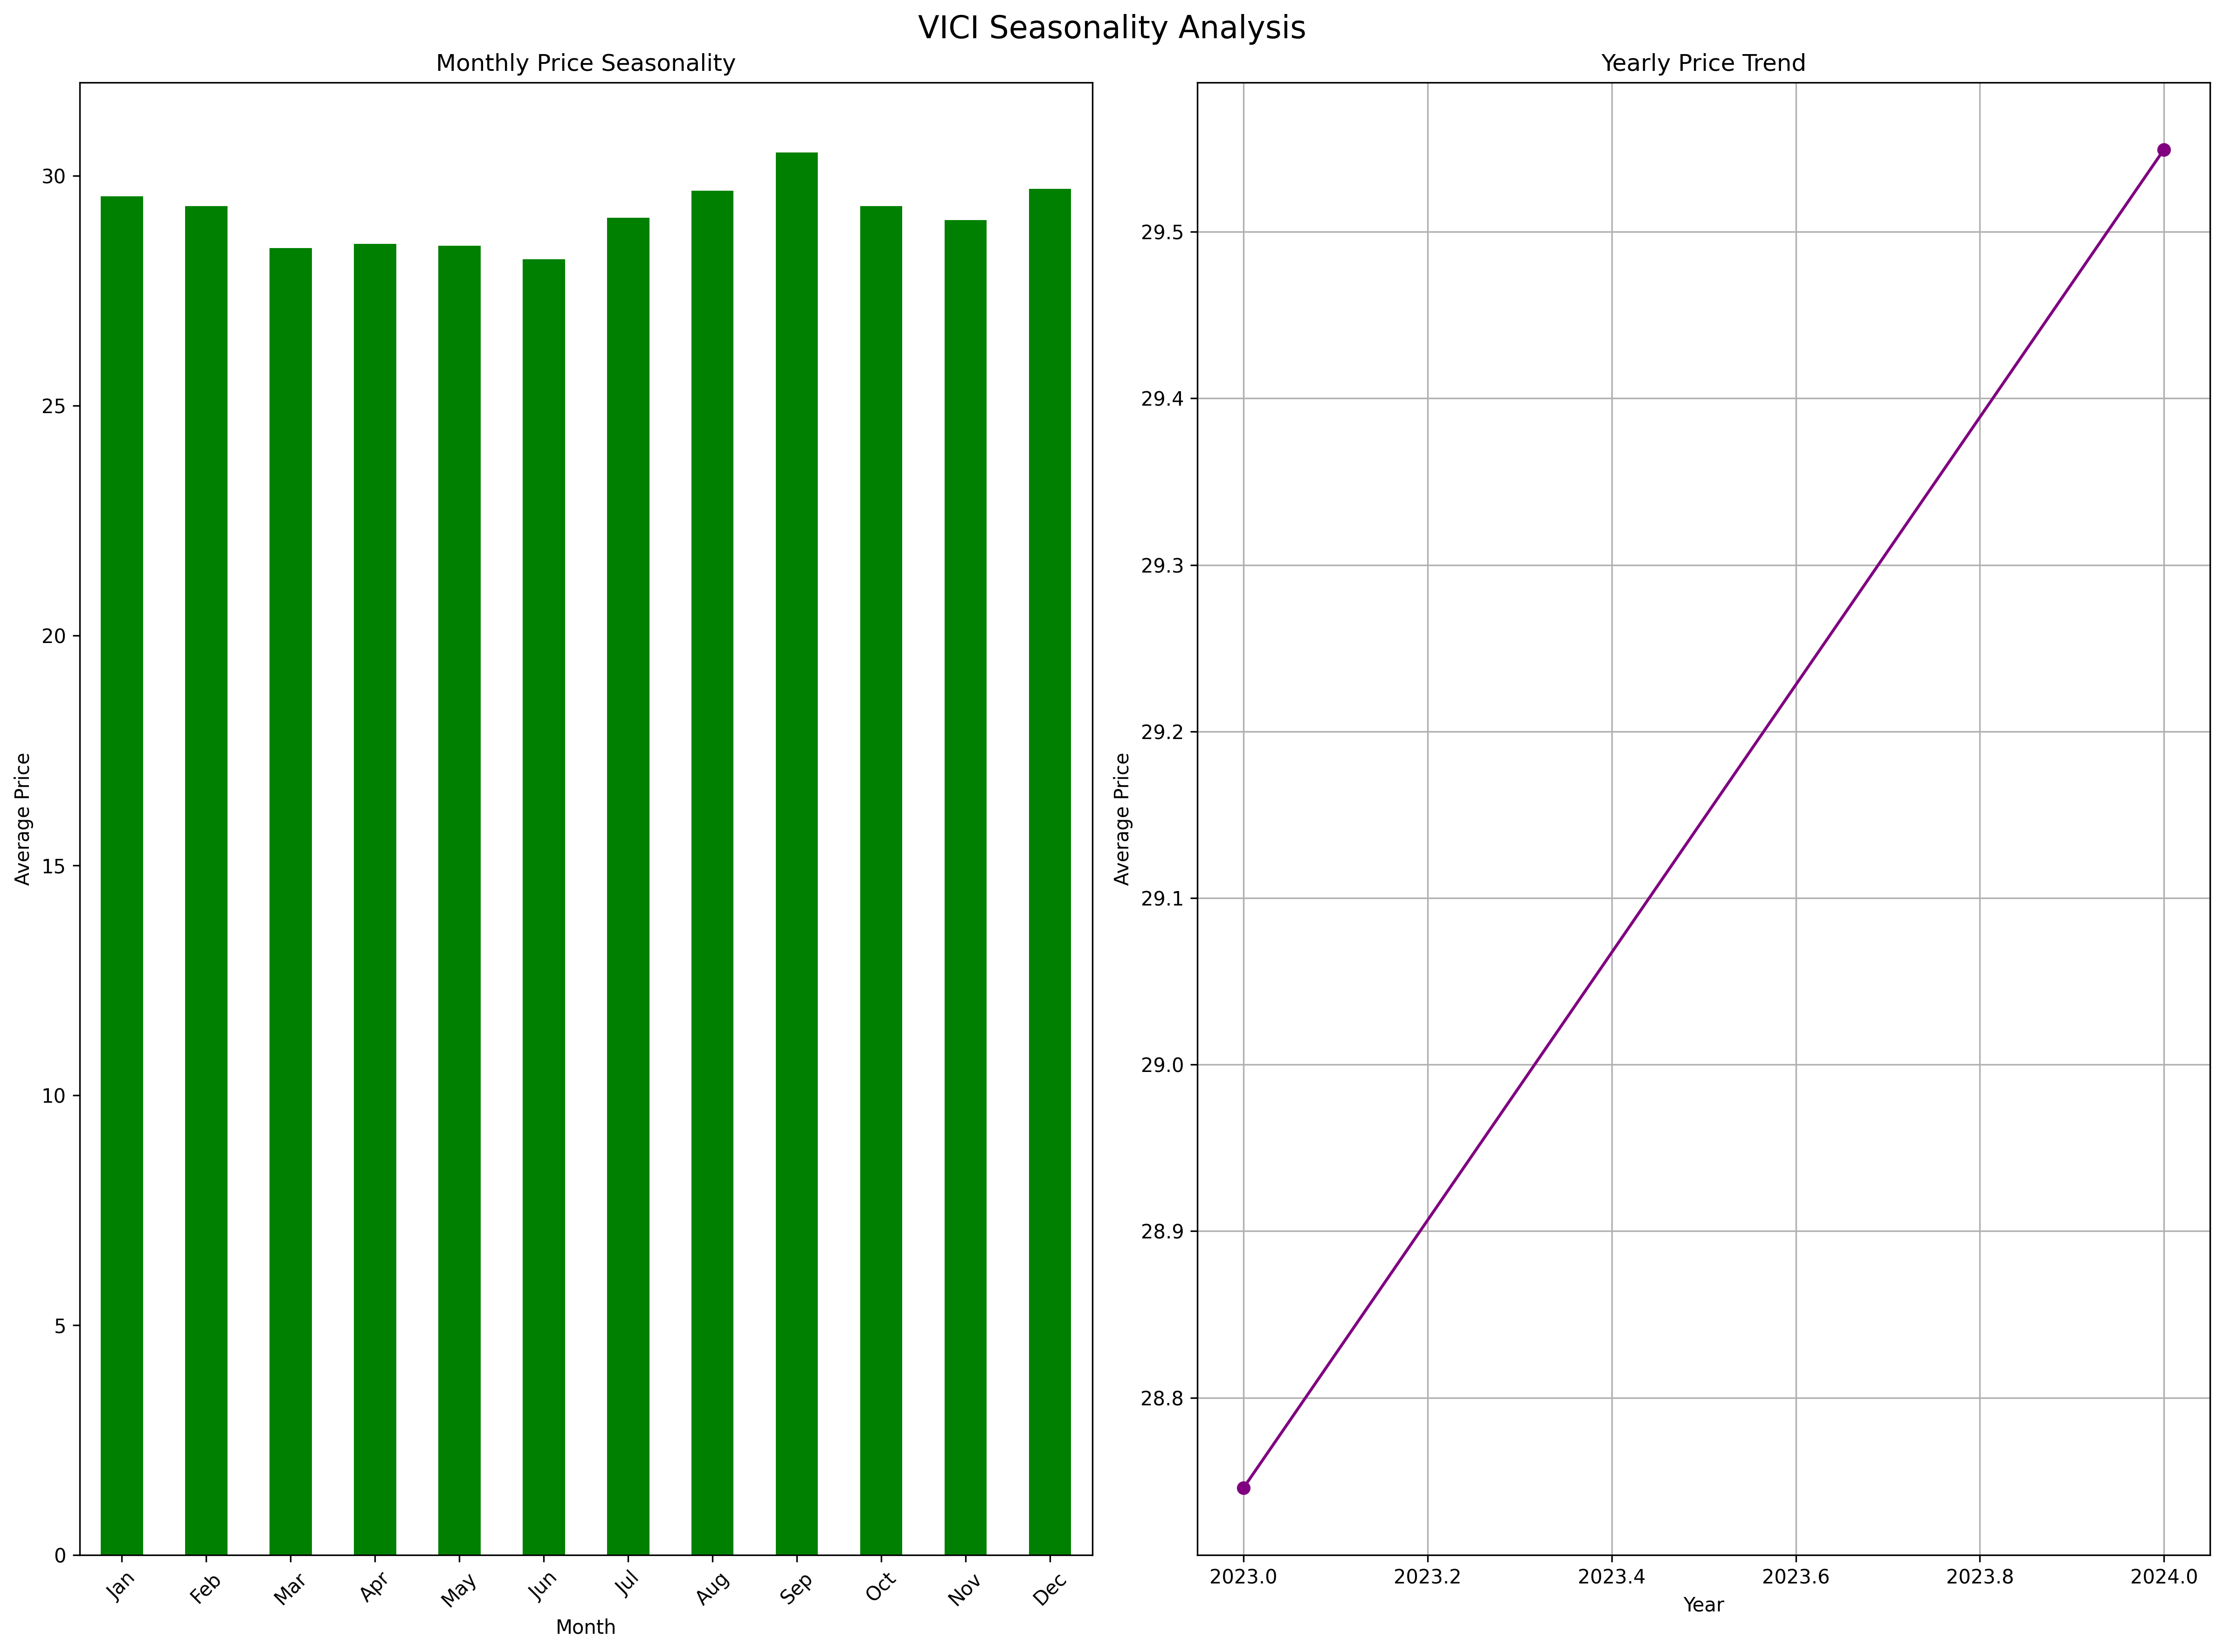 VICI Seasonality Analysis
Monthly Price Seasonality
Average Price
30
25
20
15
10
5
0
Jan
Feb
Mar
Apr
May
Jun
Jul
Aug
Sep
Oct
Nov
Dec
Month
Yearly Price Trend
Average Price
29.5
29.4
29.3
29.2
29.1
29.0
28.9
28.8
2023.0
2023.2
2023.4
2023.6
2023.8
2024.0
Year